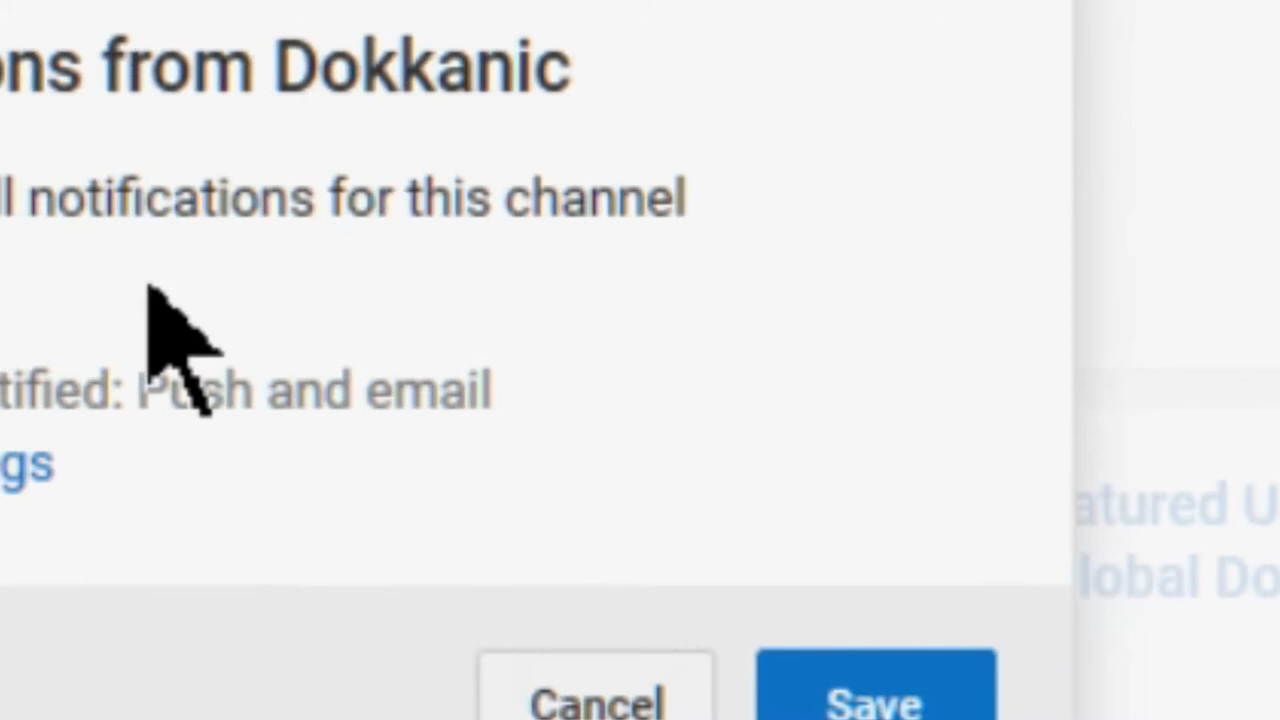 ons from Dokkanic
ll notifications for this channel
tified: Push and email
gs
atured U
lobal Do
Cancel
Save